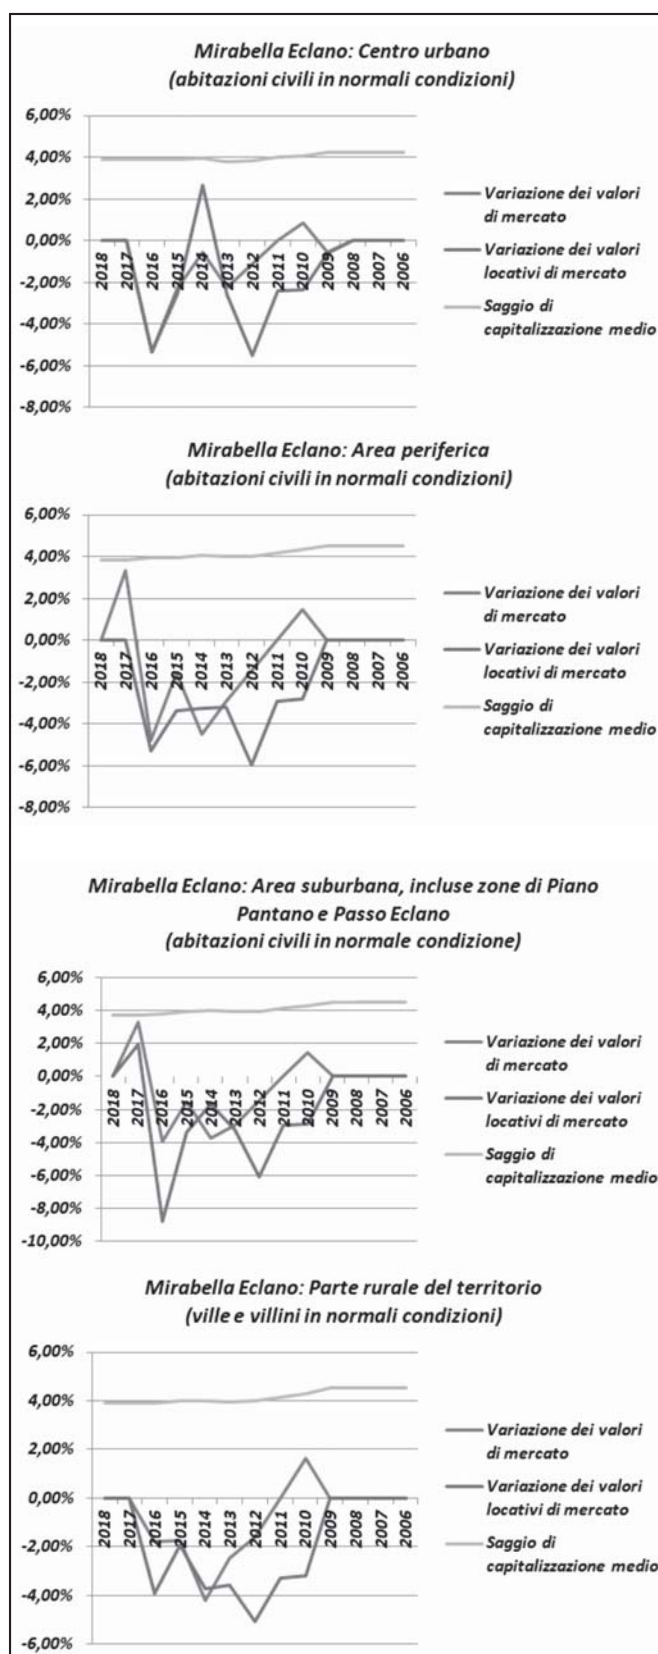 Mirabella Eclano: Centro urbano
(abitazioni civili in normali condizioni)
6,00%
4,00%
2,00%
0,00%
-2,00%
-4,00%
-6,00%
-8,00%
2018
2017
2016
2015
2014
2013
2012
2011
2010
2009
2008
2007
2006
Variazione dei valori
di mercato
Variazione dei valori
locativi di mercato
Saggio di
capitalizzazione medio
Mirabella Eclano: Area periferica
(abitazioni civili in normali condizioni)
6,00%
4,00%
2,00%
0,00%
-2,00%
-4,00%
-6,00%
-8,00%
2018
2017
2016
2015
2014
2013
2012
2011
2010
2009
2008
2007
2006
Variazione dei valori
di mercato
Variazione dei valori
locativi di mercato
Saggio di
capitalizzazione medio
Mirabella Eclano: Area suburbana, incluse zone di Piano
Pantano e Passo Eclano
(abitazioni civili in normale condizione)
6,00%
4,00%
2,00%
0,00%
-2,00%
-4,00%
-6,00%
-8,00%
-10,00%
2018
2017
2016
2015
2014
2013
2012
2011
2010
2009
2008
2007
2006
Variazione dei valori
di mercato
Variazione dei valori
locativi di mercato
Saggio di
capitalizzazione medio
Mirabella Eclano: Parte rurale del territorio
(ville e villini in normali condizioni)
6,00%
4,00%
2,00%
0,00%
-2,00%
-4,00%
-6,00%
2018
2017
2016
2015
2014
2013
2012
2011
2010
2009
2008
2007
2006
Variazione dei valori
di mercato
Variazione dei valori
locativi di mercato
Saggio di
capitalizzazione medio